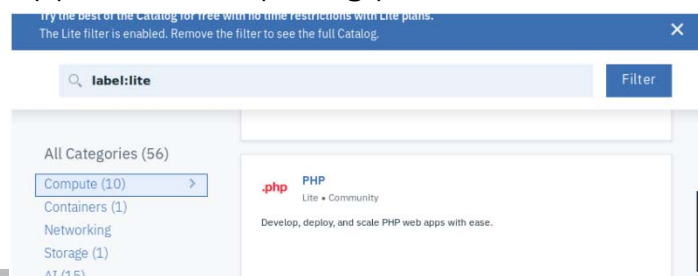 Try the best of the Catalog for free with no time restrictions with Lite plans.
The Lite filter is enabled. Remove the filter to see the full Catalog.
label:lite
Filter
All Categories (56)
Compute (10)
Containers (1)
Networking
Storage (1)
AI (15)
.php
PHP
Lite • Community
Develop, deploy, and scale PHP web apps with ease.